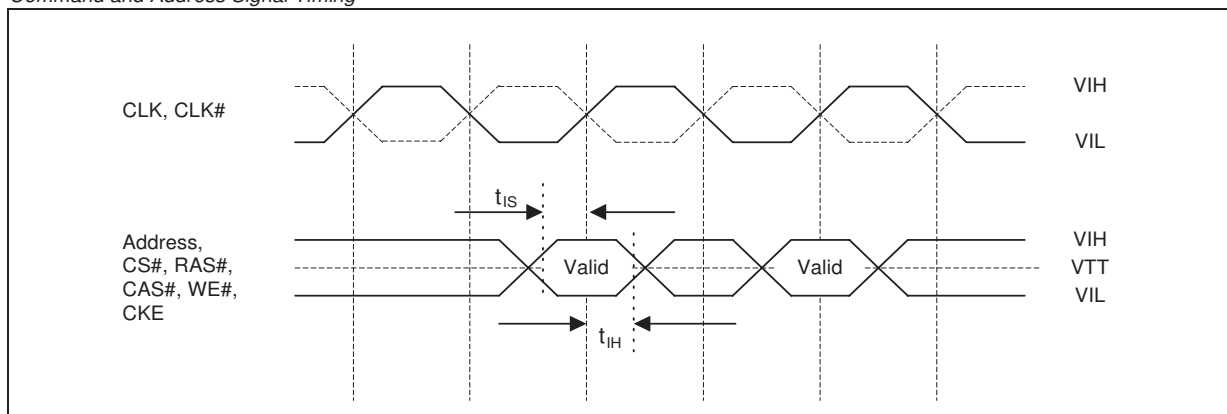 Command and Address Signal Timing
CLK, CLK#
VIH
VIL
tIS
Address,
CS#, RAS#,
CAS#, WE#,
CKE
Valid
Valid
VIH
VTT
VIL
tIH